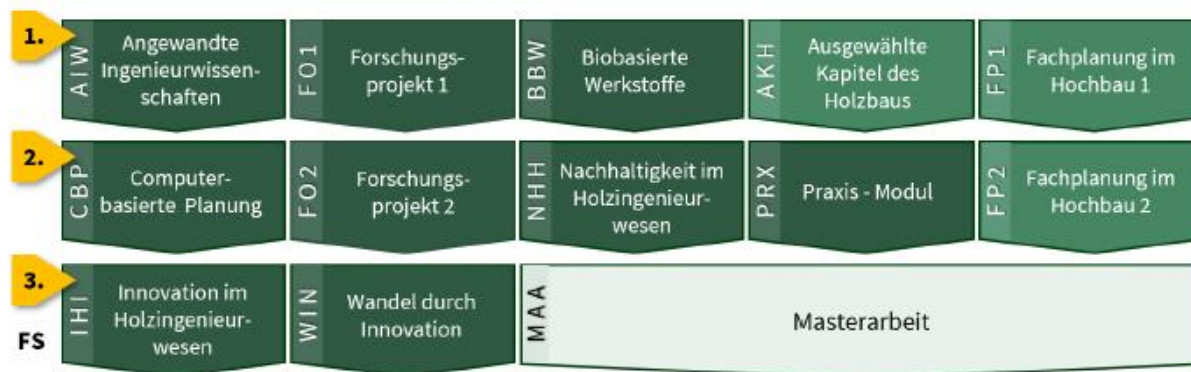 1.
AIW
Angewandte
Ingenieurwissen-
schaften
FO1
Forschungs-
projekt 1
BBW
Biobasierte
Werkstoffe
AKH
Ausgewählte
Kapitel des
Holzbaus
FP1
Fachplanung im
Hochbau 1
2.
CBP
Computer-
basierte Planung
FO2
Forschungs-
projekt 2
NHH
Nachhaltigkeit im
Holzingenieur-
wesen
PRX
Praxis - Modul
FP2
Fachplanung im
Hochbau 2
3.
FS
IHI
Innovation im
Holzingenieur-
wesen
WIN
Wandel durch
Innovation
MAA
Masterarbeit